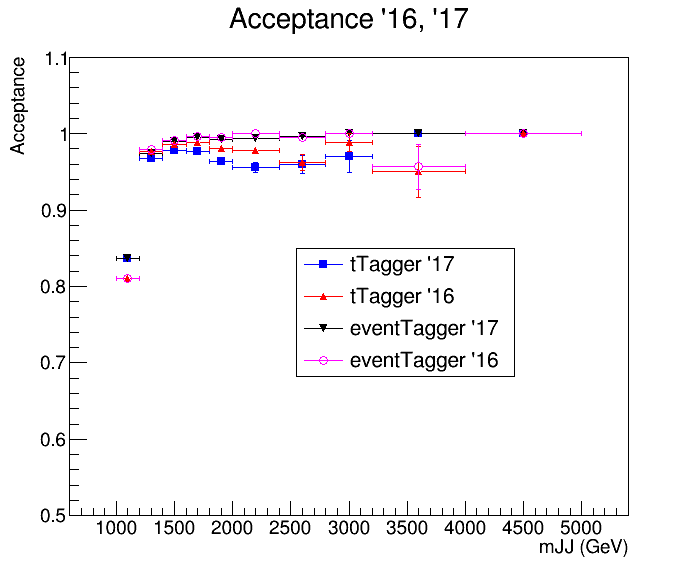 Acceptance '16, '17
Acceptance
1.1
1
0.9
0.8
0.7
0.6
0.5
tTagger '17
tTagger '16
eventTagger '17
eventTagger '16
1000 1500 2000 2500 3000 3500 4000 4500 5000
mJJ (GeV)